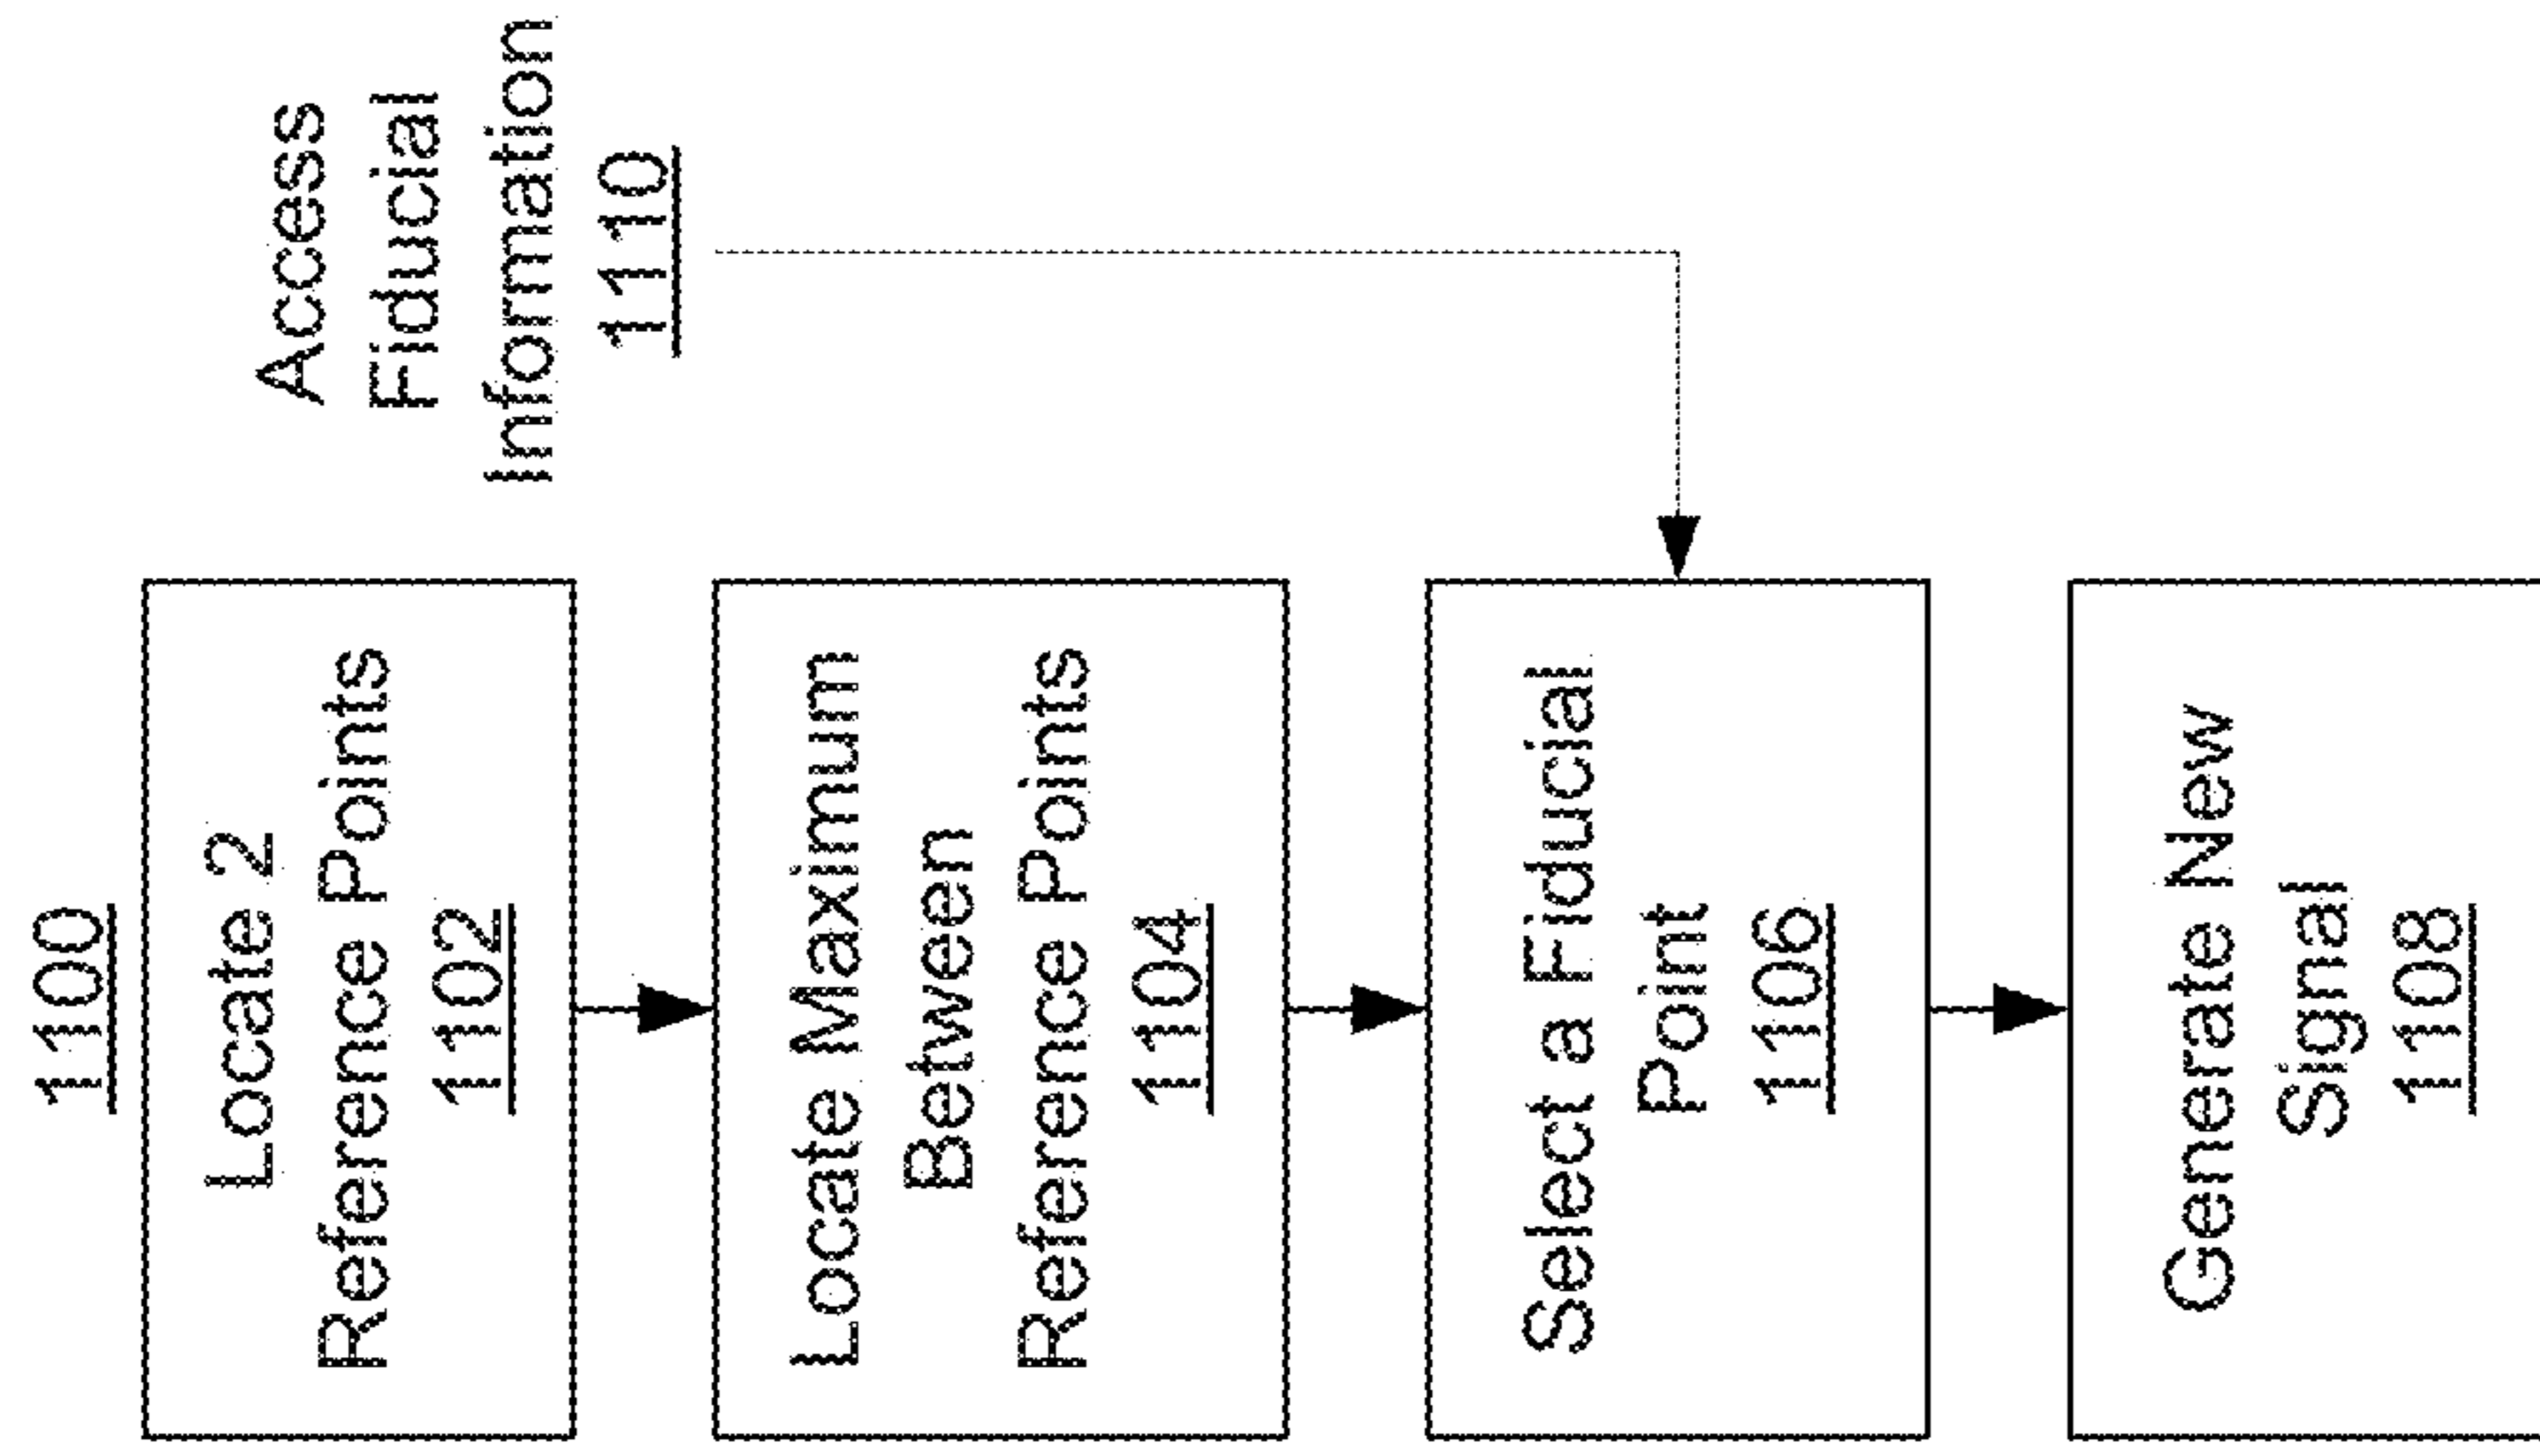 1100
Locate 2
Reference Points
1102
Locate Maximum
Between
Reference Points
1104
Select a Fiducial
Point
1106
Generate New
Signal
1108
Access
Fiducial
Information
1110